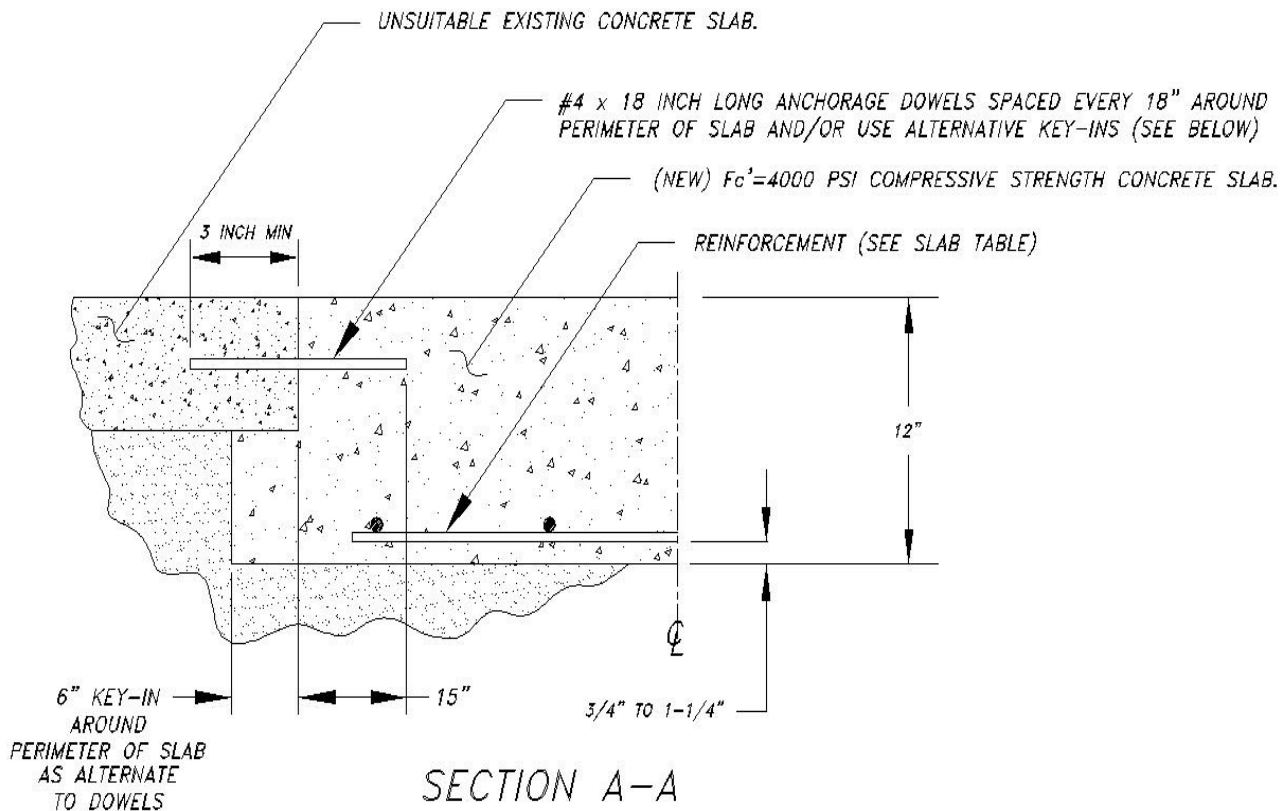 UNSUITABLE EXISTING CONCRETE SLAB.
#4 x 18 INCH LONG ANCHORAGE DOWELS SPACED EVERY 18" AROUND
PERIMETER OF SLAB AND/OR USE ALTERNATIVE KEY-INS (SEE BELOW)
(NEW) Fc'=4000 PSI COMPRESSIVE STRENGTH CONCRETE SLAB.
3 INCH MIN
REINFORCEMENT (SEE SLAB TABLE)
12"
6" KEY-IN
AROUND
PERIMETER OF SLAB
AS ALTERNATE
TO DOWELS
15"
℄
3/4" TO 1-1/4"
SECTION A-A